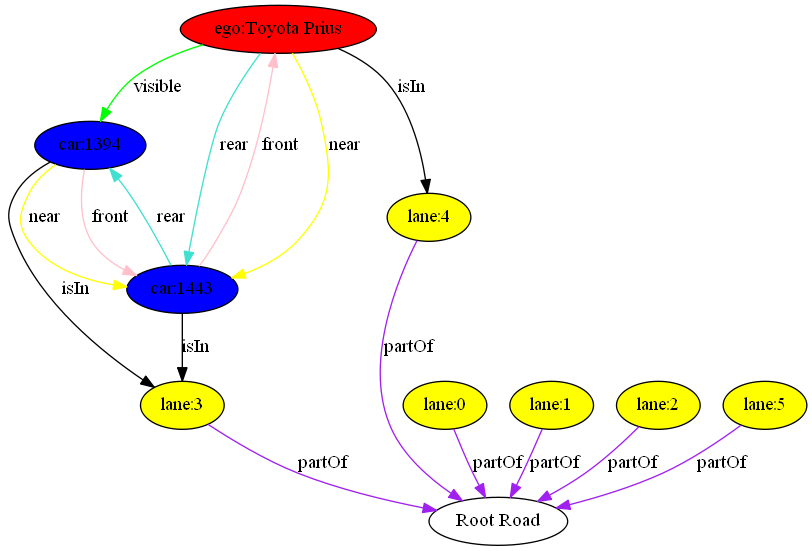 ego:Toyota Prius
visible
isIn
car:1394
rear
front
near
near
front
rear
lane:4
isIn
car:1443
isIn
partOf
lane:3
lane:0
lane:1
lane:2
lane:5
partOf
partOf
partOf
partOf
partOf
Root Road